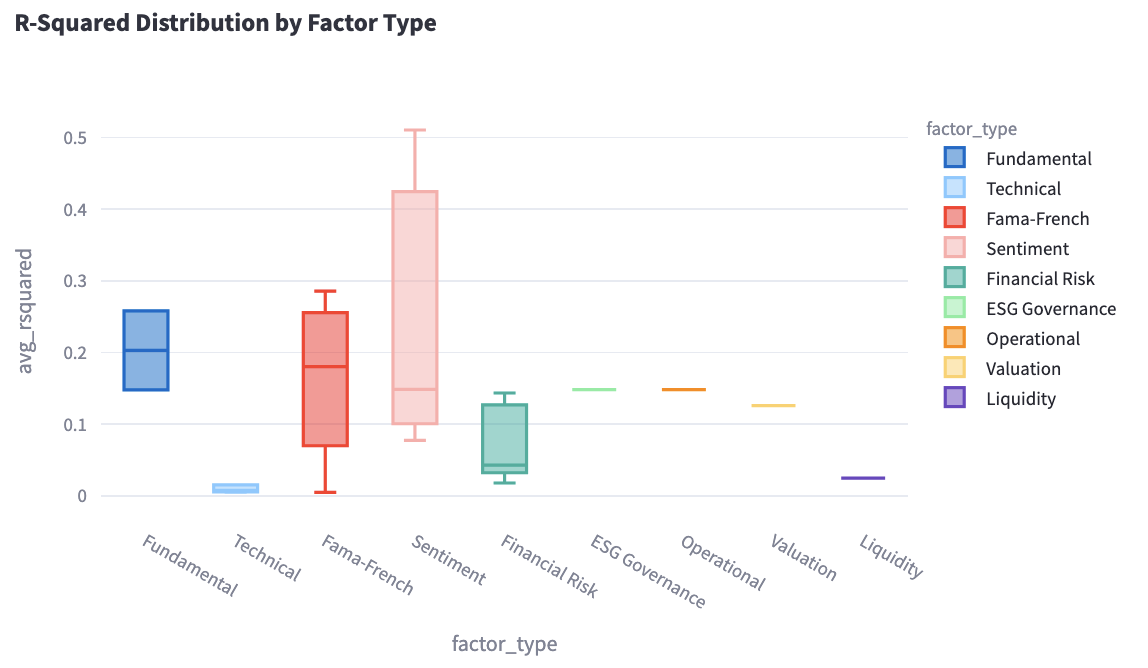 R-Squared Distribution by Factor Type
avg_rsquared
0.5
0.4
0.3
0.2
0.1
0
Fundamental
Technical
Fama-French
Sentiment
Financial Risk
ESG Governance
Operational
Valuation
Liquidity
factor_type
factor_type
Fundamental
Technical
Fama-French
Sentiment
Financial Risk
ESG Governance
Operational
Valuation
Liquidity